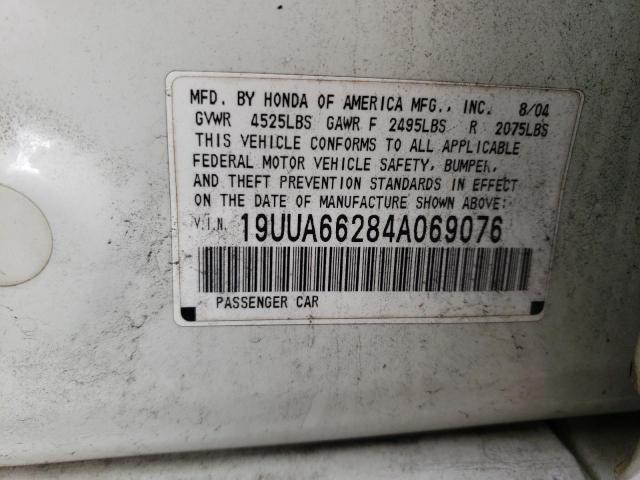 MFD. BY HONDA OF AMERICA MFG., INC. 8/04
GVWR 4525LBS GAWR F 2495LBS R 2075LBS
THIS VEHICLE CONFORMS TO ALL APPLICABLE
FEDERAL MOTOR VEHICLE SAFETY, BUMPER,
AND THEFT PREVENTION STANDARDS IN EFFECT
ON THE DATE OF MANUFACTURE SHOWN ABOVE:
V.I.N. 19UUA66284A069076
PASSENGER CAR